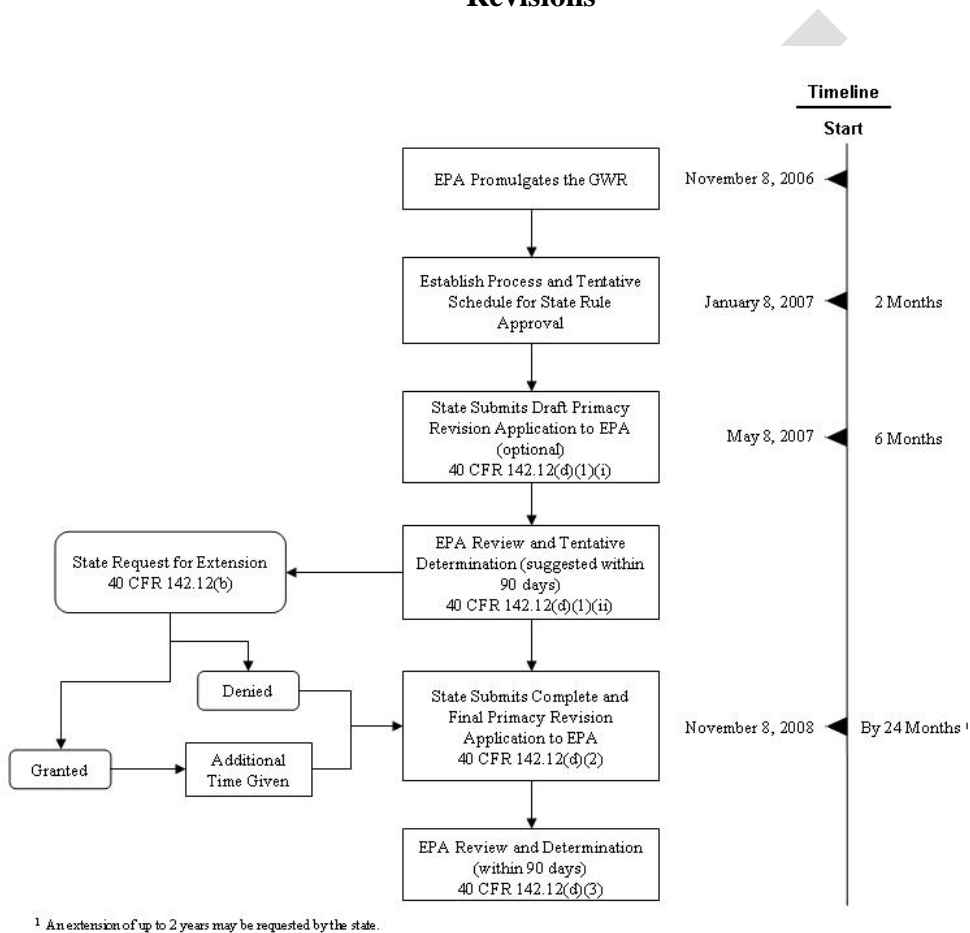 Revisions
Timeline
Start
EPA Promulgates the GWR
November 8, 2006
Establish Process and Tentative
Schedule for State Rule
Approval
January 8, 2007
2 Months
State Submits Draft Primacy
Revision Application to EPA
(optional)
40 CFR 142.12(d)(1)(i)
May 8, 2007
6 Months
EPA Review and Tentative
Determination (suggested within
90 days)
40 CFR 142.12(d)(1)(ii)
State Request for Extension
40 CFR 142.12(b)
Denied
Granted
Additional
Time Given
State Submits Complete and
Final Primacy Revision
Application to EPA
40 CFR 142.12(d)(2)
November 8, 2008
By 24 Months 1
EPA Review and Determination
(within 90 days)
40 CFR 142.12(d)(3)
1 An extension of up to 2 years may be requested by the state.